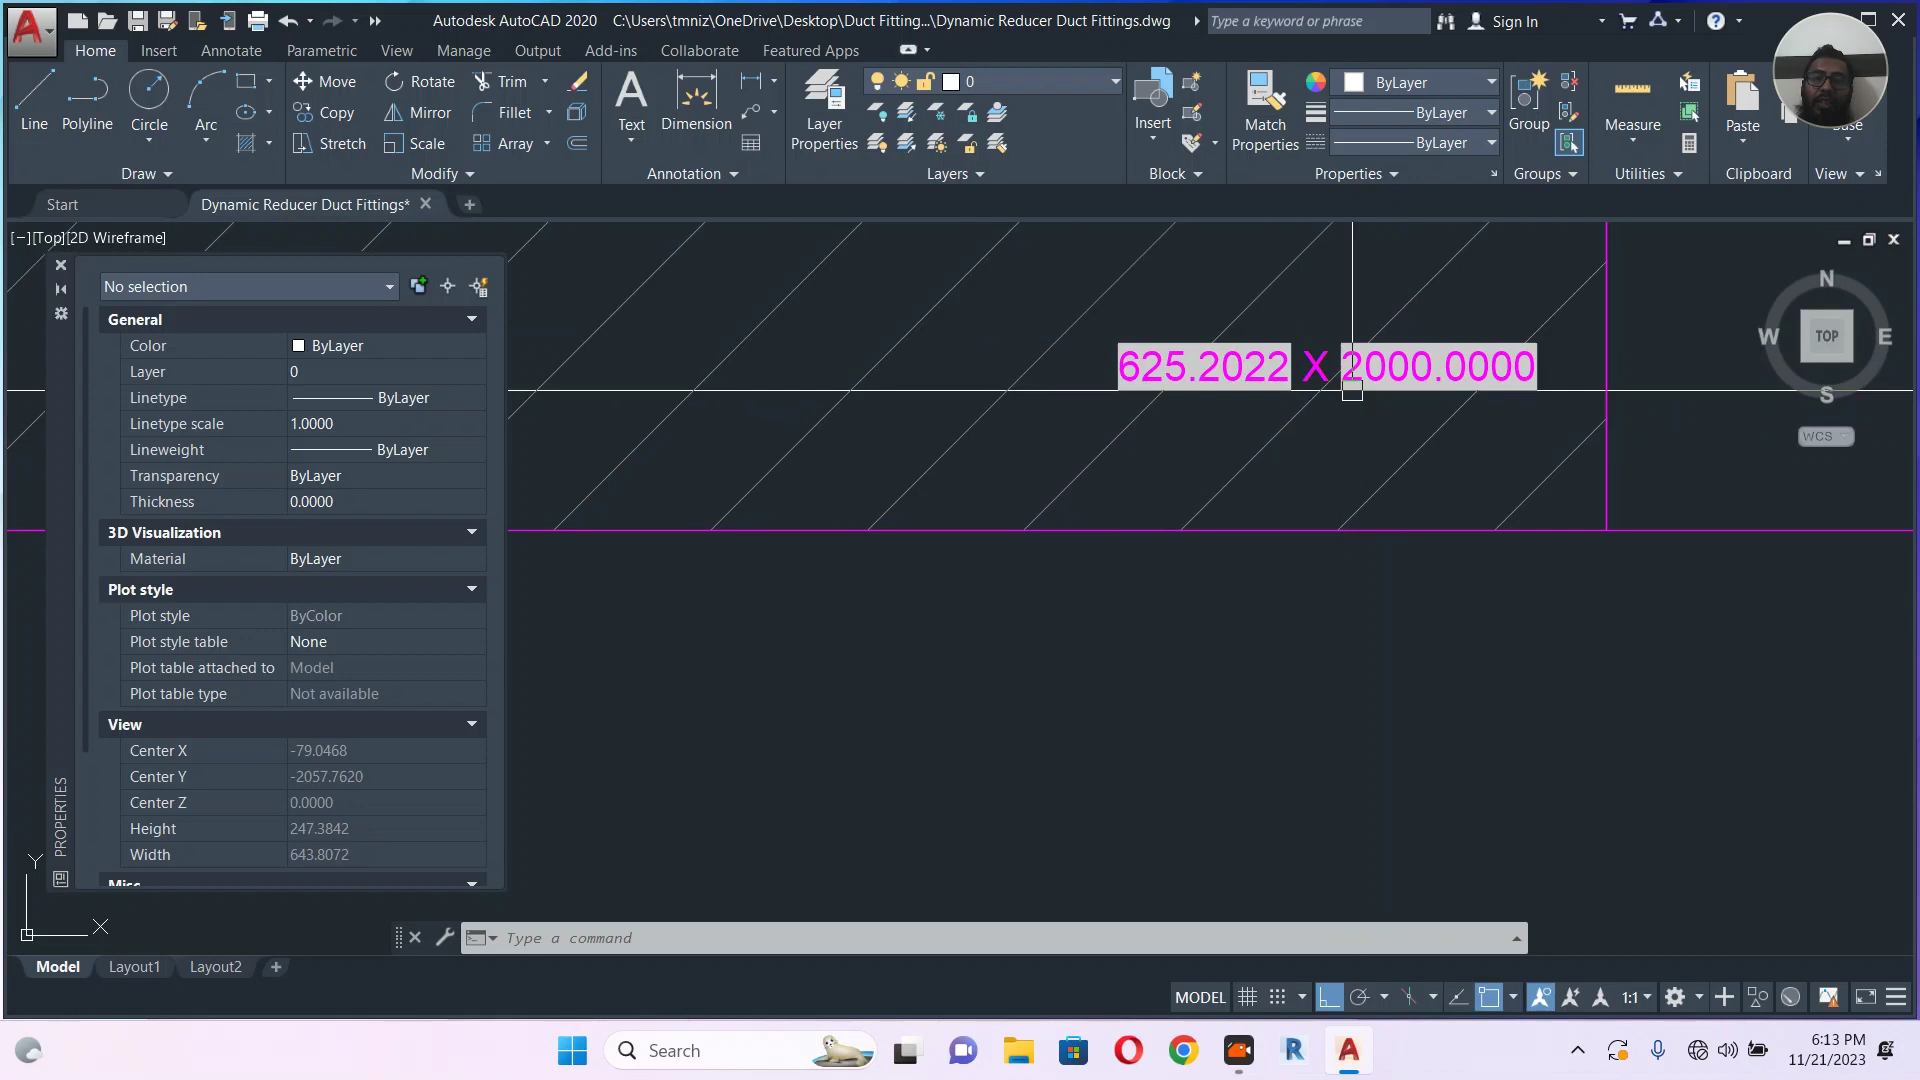 Autodesk AutoCAD 2020 C:\Users\tmniz\OneDrive\Desktop\Duct Fitting...\Dynamic Reducer Duct Fittings.dwg
Type a keyword or phrase
Sign In
Home Insert Annotate Parametric View Manage Output Add-ins Collaborate Featured Apps
Line Polyline Circle Arc
Move Rotate Trim
Copy Mirror Fillet
Stretch Scale Array
Text Dimension
Layer Properties
0
Insert
Match Properties
ByLayer
ByLayer
ByLayer
Group
Measure
Paste
Base
Draw Modify Annotation Layers Block Properties Groups Utilities Clipboard View
Start Dynamic Reducer Duct Fittings*
[−][Top][2D Wireframe]
No selection
General
Color ByLayer
Layer 0
Linetype ByLayer
Linetype scale 1.0000
Lineweight ByLayer
Transparency ByLayer
Thickness 0.0000
3D Visualization
Material ByLayer
Plot style
Plot style ByColor
Plot style table None
Plot table attached to Model
Plot table type Not available
View
Center X -79.0468
Center Y -2057.7620
Center Z 0.0000
Height 247.3842
Width 643.8072
Misc
PROPERTIES
625.2022 X 2000.0000
N
W TOP E
S
WCS
Y
X
Type a command
Model Layout1 Layout2
MODEL 1:1
Search
6:13 PM
11/21/2023